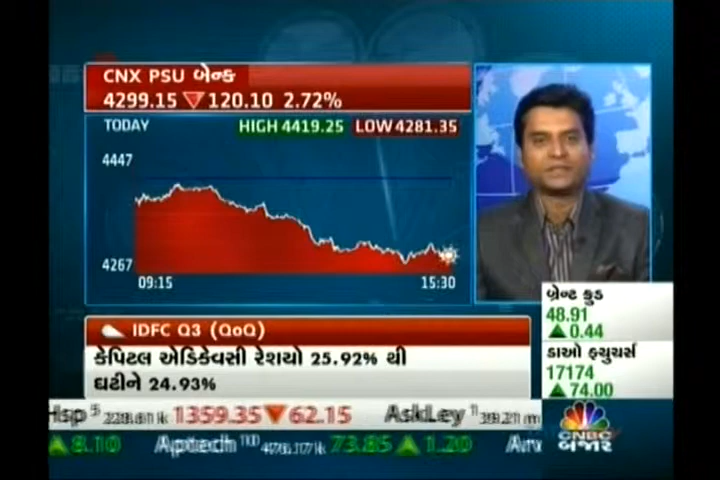 CNX PSU બેન્ક
4299.15 120.10 2.72%
TODAY HIGH 4419.25 LOW 4281.35
4447
4267
09:15 15:30
બ્રેન્ટ ક્રુડ
48.91
0.44
ડાઓ ફ્યુચર્સ
17174
74.00
IDFC Q3 (QoQ)
કેપિટલ એડિકેવસી રેશયો 25.92% થી
ઘટીને 24.93%
Hsp 1359.35 62.15 AskLey
8.10 Aptech 73.85 1.20
CNBC
બજાર